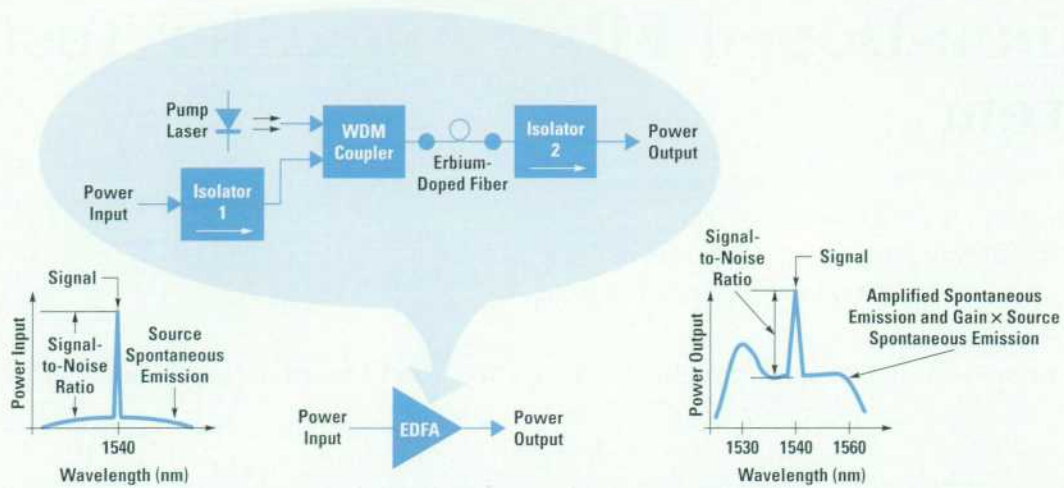 Pump
Laser
WDM
Coupler
Erbium-
Doped Fiber
Isolator
2
Power
Output
Power
Input
Isolator
1
Signal
Power Input
Signal-
to-Noise
Ratio
Source
Spontaneous
Emission
1540
Wavelength (nm)
Power
Input
EDFA
Power
Output
Signal-
to-Noise
Ratio
Signal
Amplified Spontaneous
Emission and Gain × Source
Spontaneous Emission
Power Output
1530
1540
1560
Wavelength (nm)